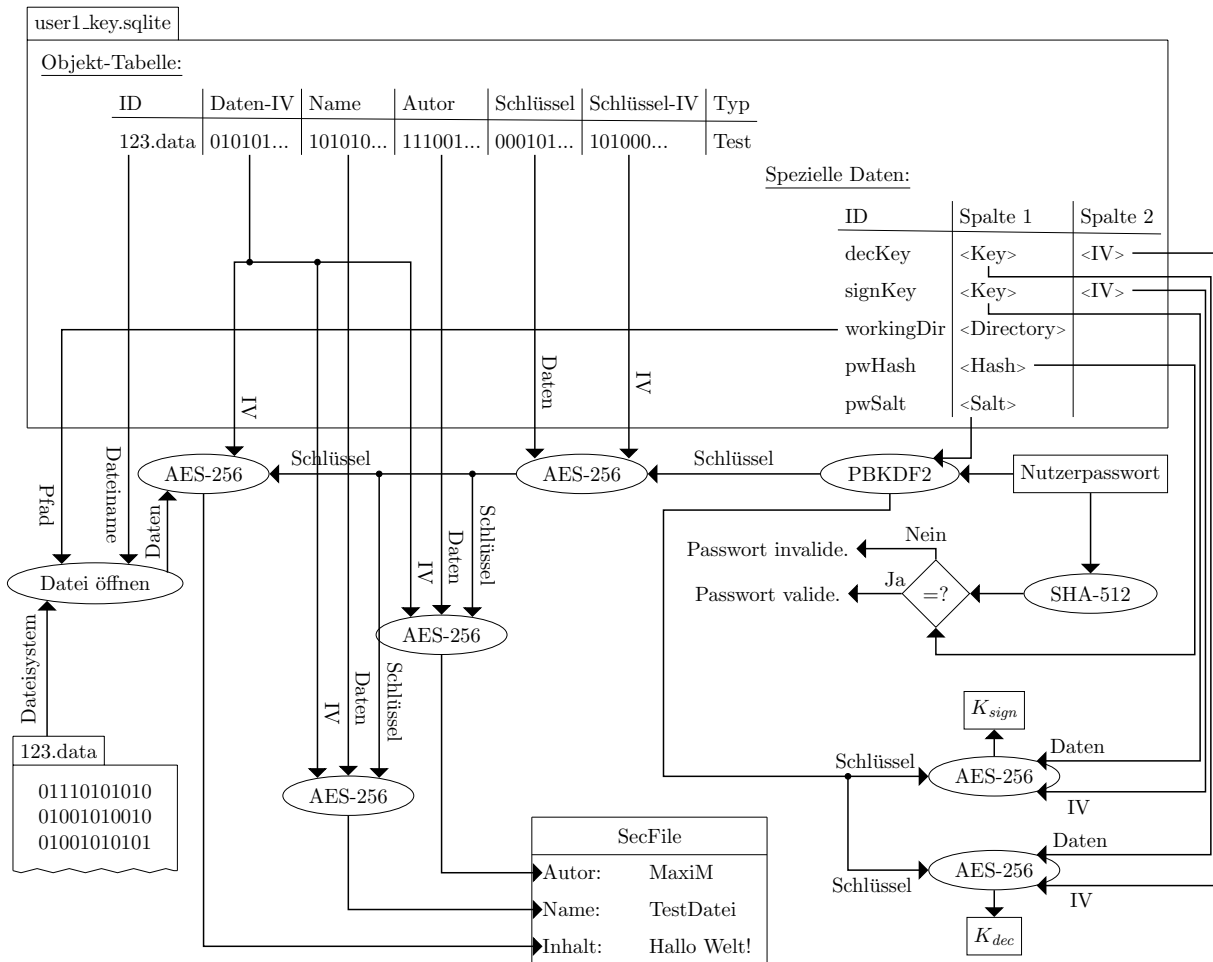 user1_key.sqlite
Objekt-Tabelle:
ID Daten-IV Name Autor Schlüssel Schlüssel-IV Typ
123.data 010101... 101010... 111001... 000101... 101000... Test
Spezielle Daten:
ID Spalte 1 Spalte 2
decKey <Key> <IV>
signKey <Key> <IV>
workingDir <Directory>
pwHash <Hash>
pwSalt <Salt>
IV
Daten
IV
AES-256
Schlüssel
AES-256
Schlüssel
PBKDF2
Nutzerpasswort
Pfad
Dateiname
Daten
IV
Daten
Schlüssel
Nein
Passwort invalide.
Ja
Passwort valide.
=?
SHA-512
Datei öffnen
AES-256
Dateisystem
IV
Daten
Schlüssel
K_sign
123.data
01110101010
01001010010
01001010101
AES-256
Schlüssel
AES-256
Daten
IV
SecFile
Autor: MaxiM
Name: TestDatei
Inhalt: Hallo Welt!
Schlüssel
AES-256
Daten
IV
K_dec